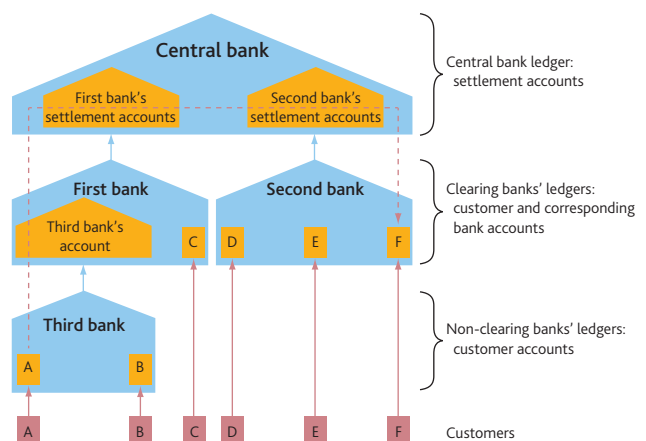 Central bank
First bank's
settlement accounts
Second bank's
settlement accounts
Central bank ledger:
settlement accounts
First bank
Second bank
Third bank's
account
C
D
E
F
Clearing banks' ledgers:
customer and corresponding
bank accounts
Third bank
A
B
Non-clearing banks' ledgers:
customer accounts
A
B
C
D
E
F
Customers